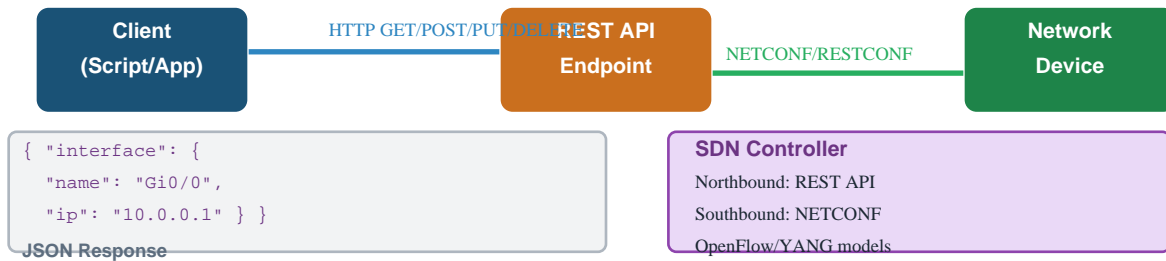 Client
(Script/App)
HTTP GET/POST/PUT/DELETE
REST API
Endpoint
NETCONF/RESTCONF
Network
Device
{ "interface": {
"name": "Gi0/0",
"ip": "10.0.0.1" } }
JSON Response
SDN Controller
Northbound: REST API
Southbound: NETCONF
OpenFlow/YANG models